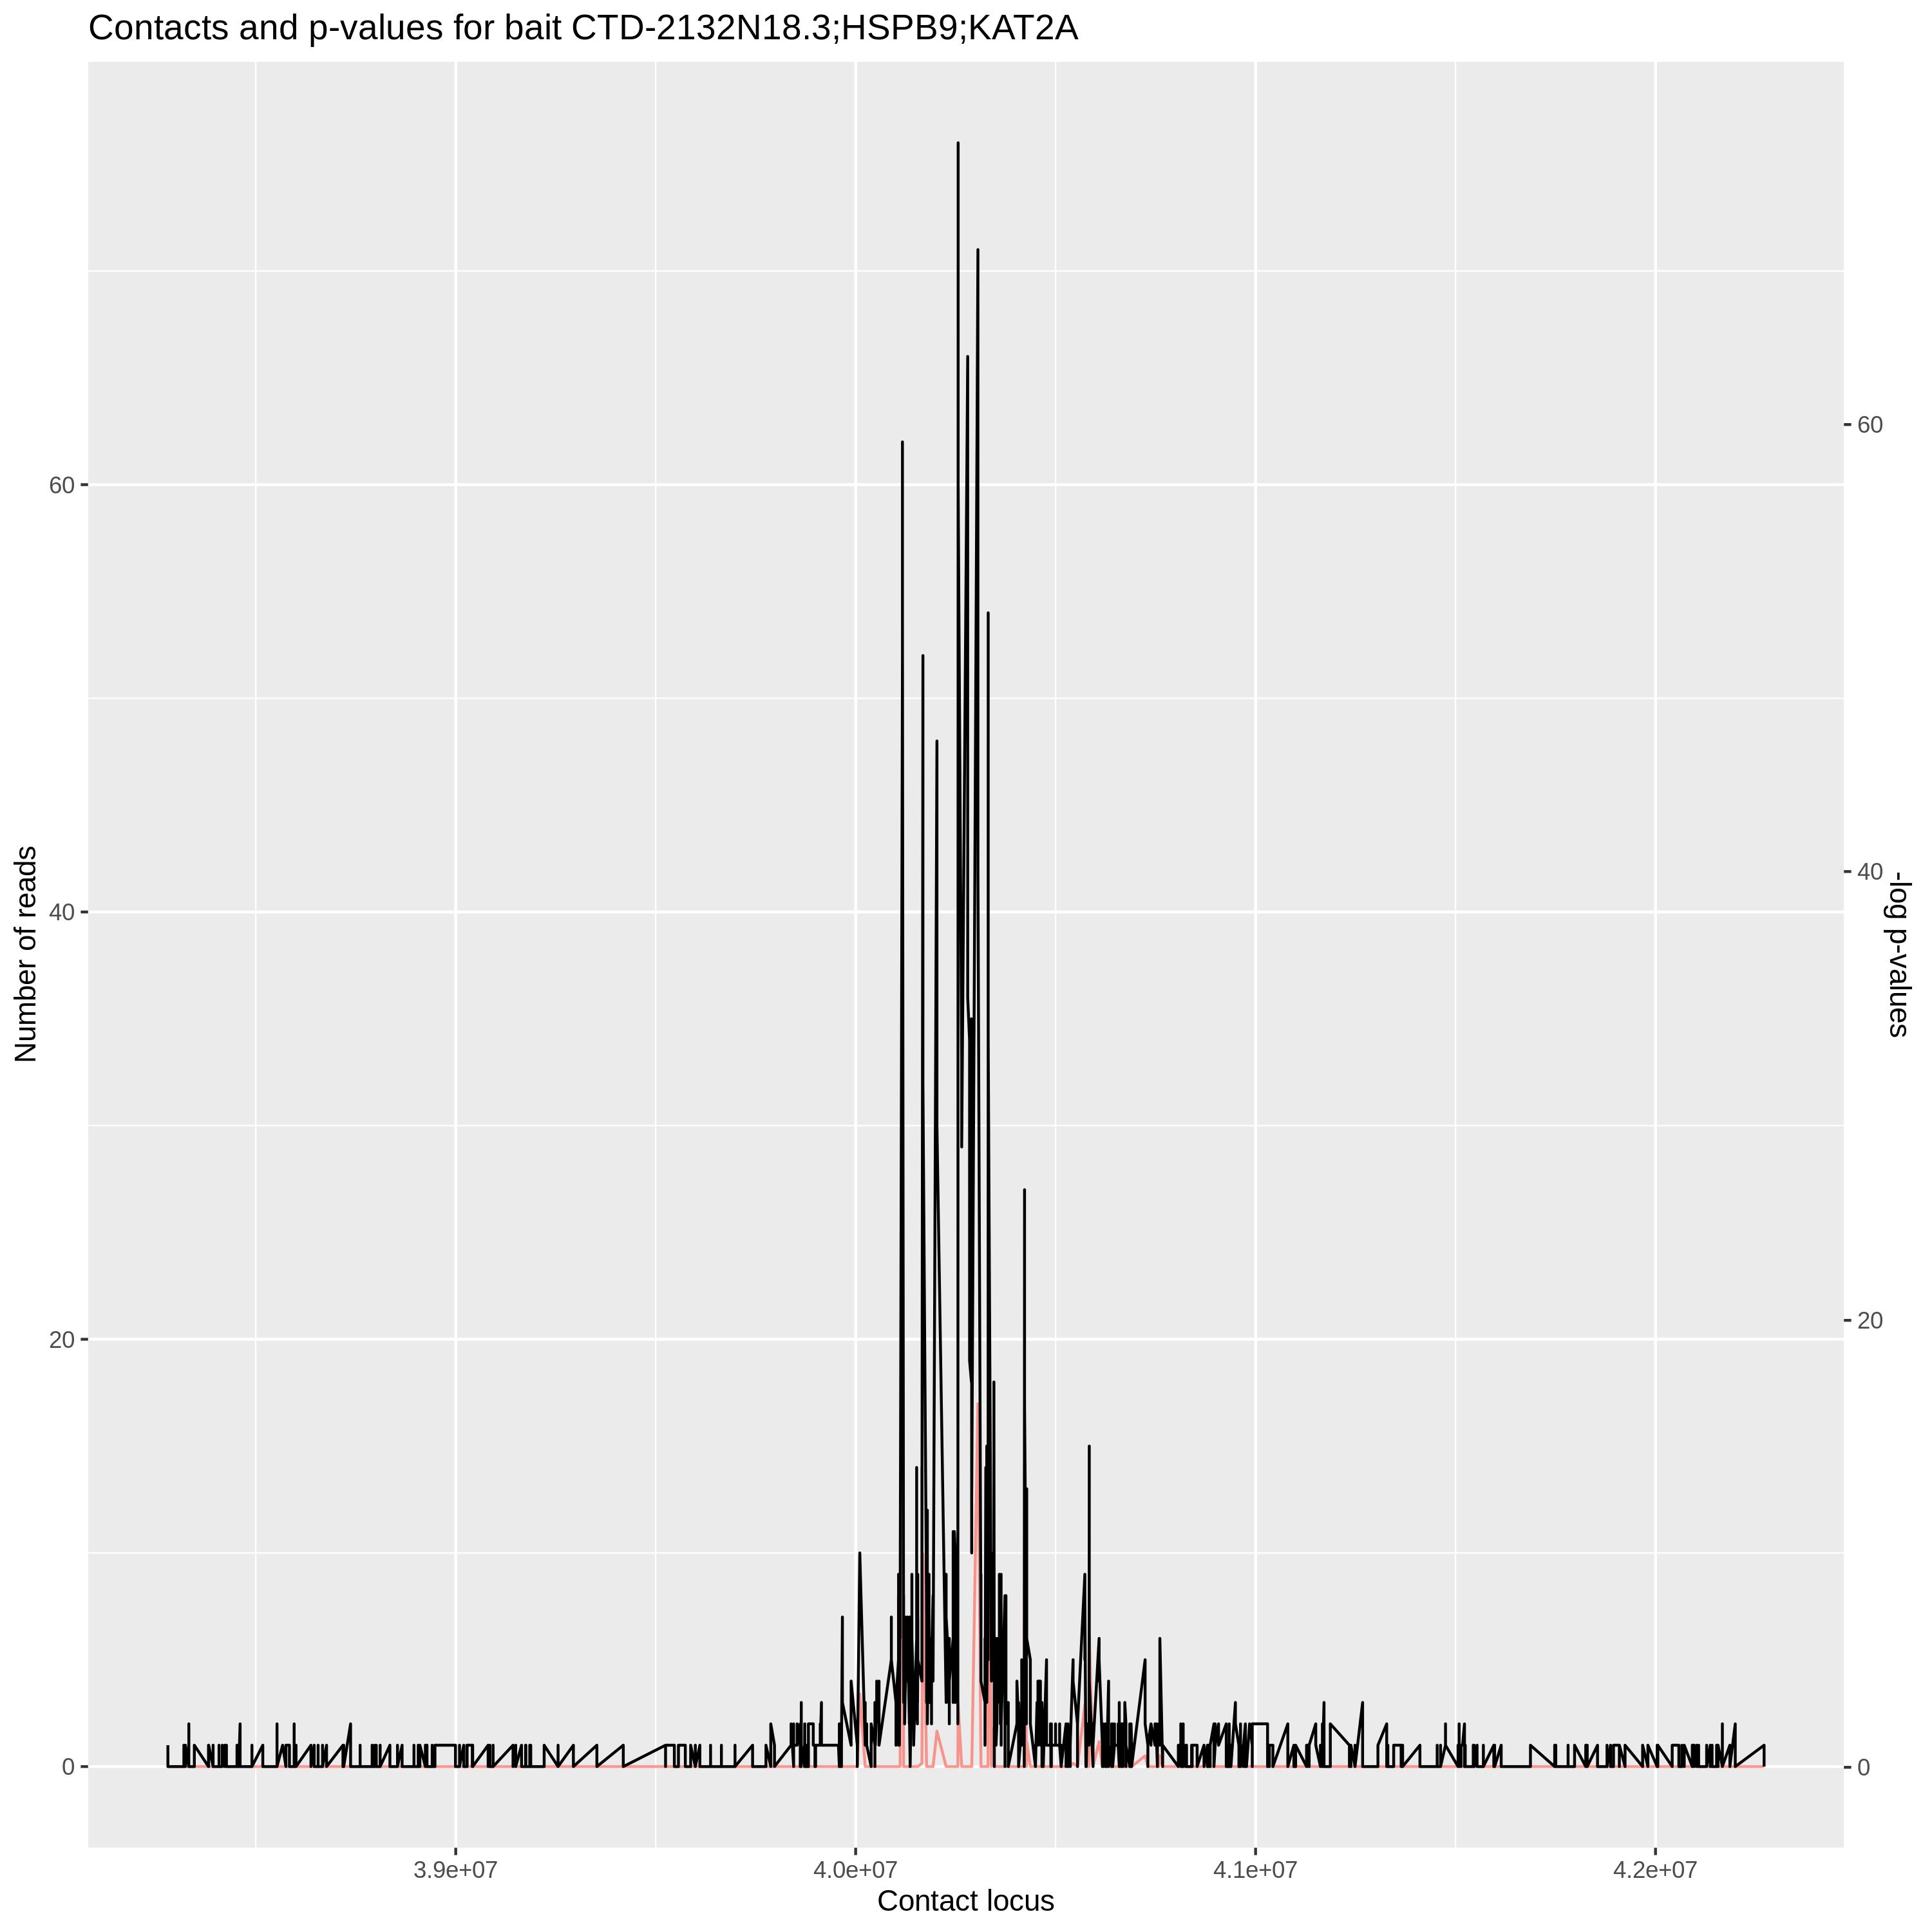 Contacts and p-values for bait CTD-2132N18.3;HSPB9;KAT2A
Number of reads
60
40
20
0
60
40
20
0
-log p-values
3.9e+07
4.0e+07
4.1e+07
4.2e+07
Contact locus